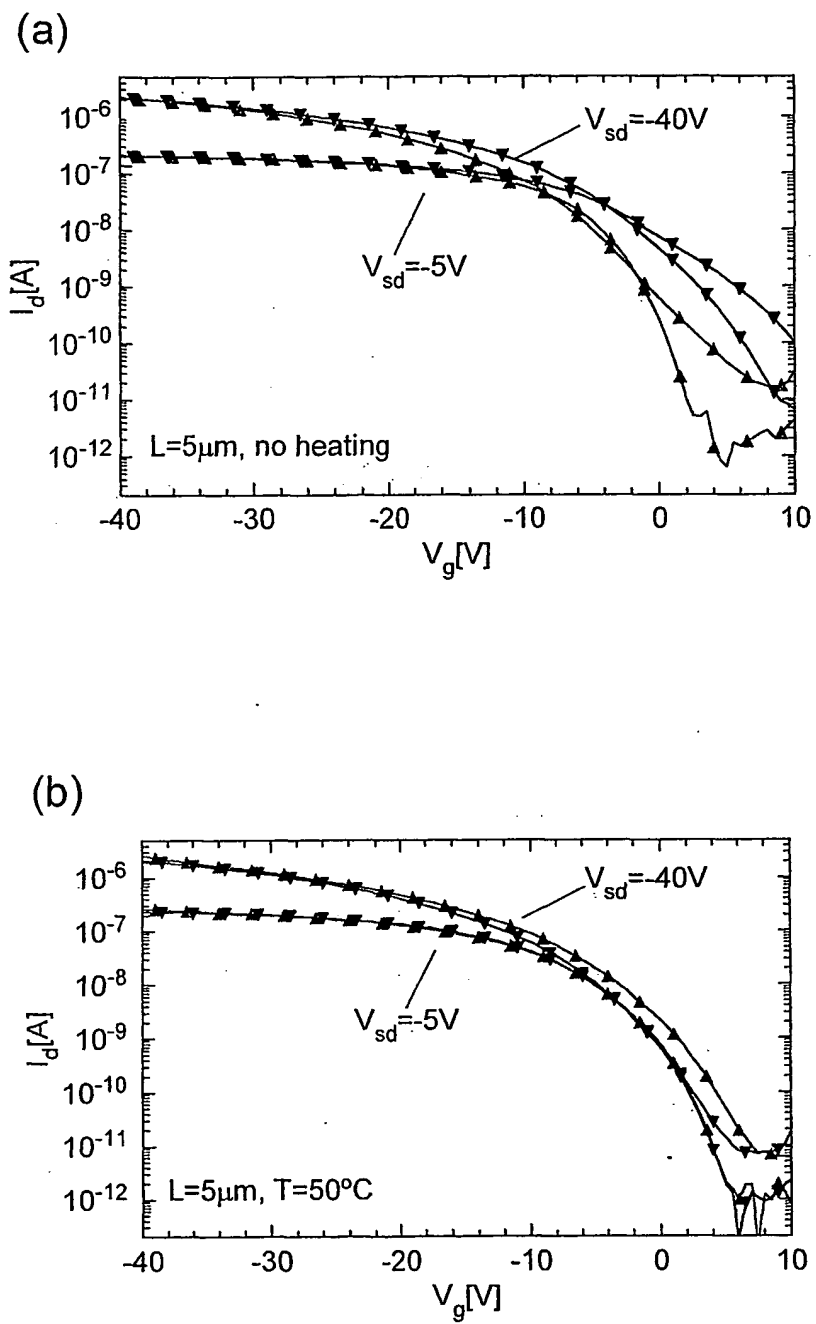 (a)
10⁻⁶
10⁻⁷
10⁻⁸
10⁻⁹
10⁻¹⁰
10⁻¹¹
10⁻¹²
I_d[A]
V_sd=-40V
V_sd=-5V
L=5μm, no heating
-40 -30 -20 -10 0 10
V_g[V]
(b)
10⁻⁶
10⁻⁷
10⁻⁸
10⁻⁹
10⁻¹⁰
10⁻¹¹
10⁻¹²
I_d[A]
V_sd=-40V
V_sd=-5V
L=5μm, T=50ºC
-40 -30 -20 -10 0 10
V_g[V]